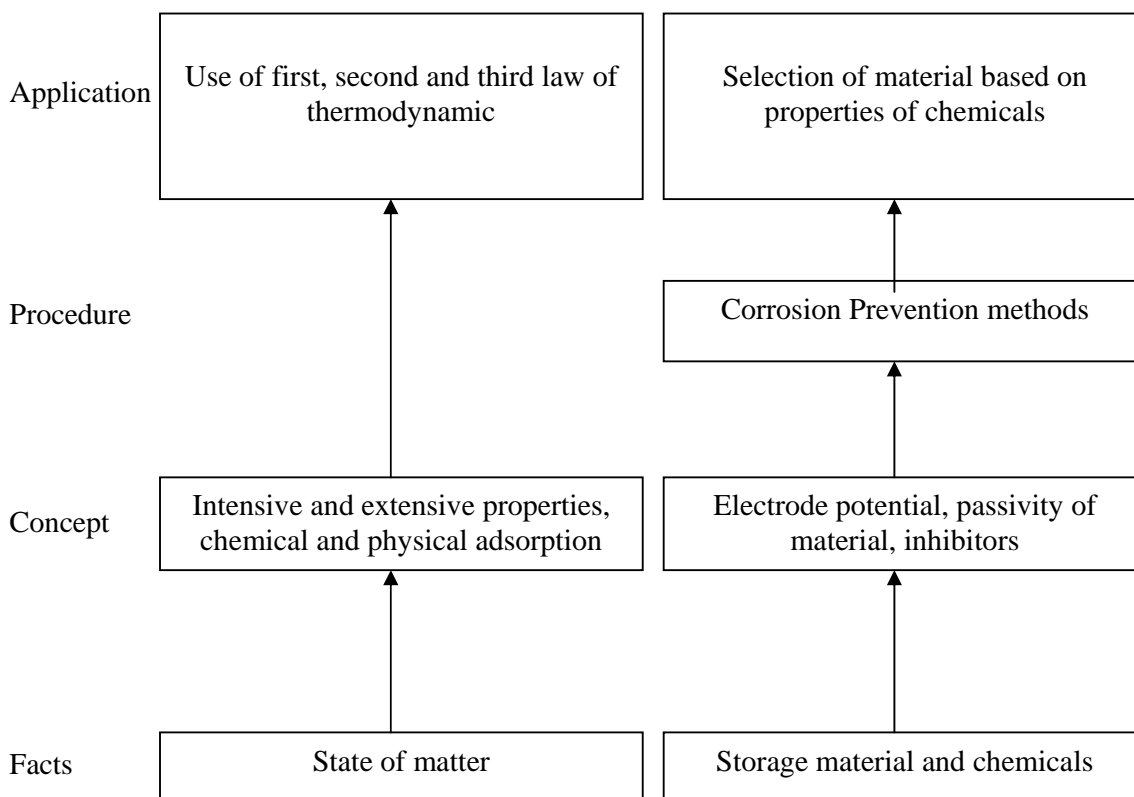 Application
Use of first, second and third law of
thermodynamic
Selection of material based on
properties of chemicals
Procedure
Corrosion Prevention methods
Concept
Intensive and extensive properties,
chemical and physical adsorption
Electrode potential, passivity of
material, inhibitors
Facts
State of matter
Storage material and chemicals